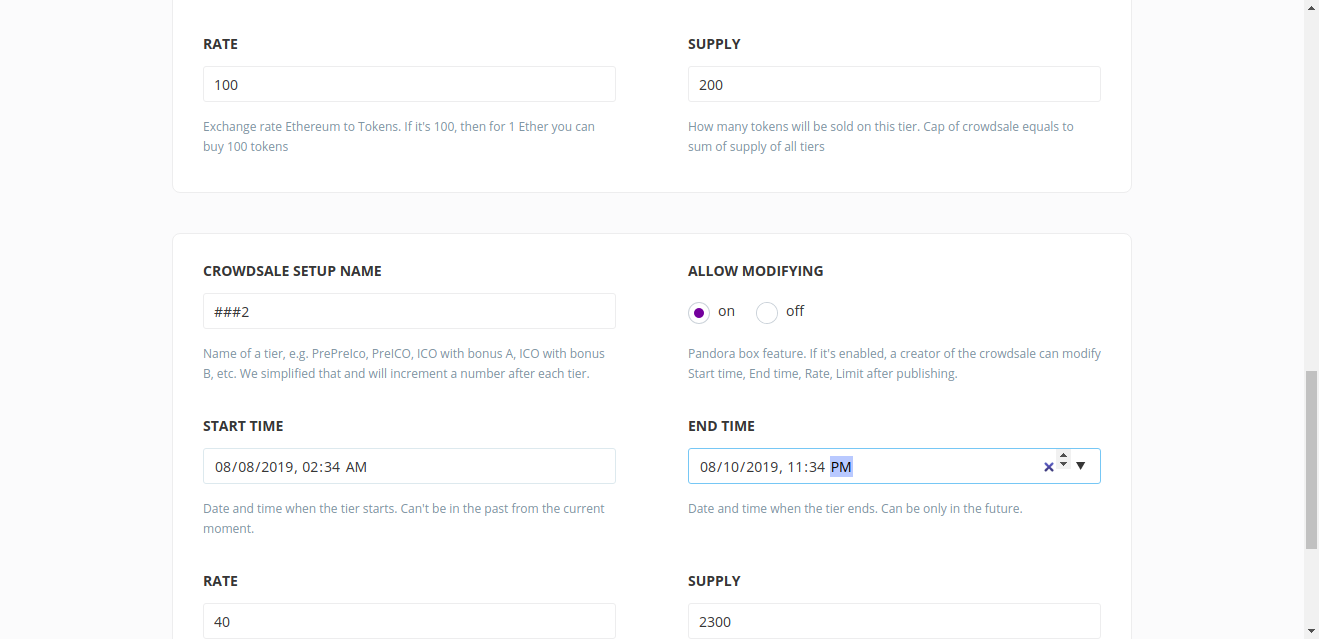 RATE
SUPPLY
100
200
Exchange rate Ethereum to Tokens. If it's 100, then for 1 Ether you can
buy 100 tokens
How many tokens will be sold on this tier. Cap of crowdsale equals to
sum of supply of all tiers
CROWDSALE SETUP NAME
ALLOW MODIFYING
###2
on
off
Name of a tier, e.g. PrePreIco, PreICO, ICO with bonus A, ICO with bonus
B, etc. We simplified that and will increment a number after each tier.
Pandora box feature. If it's enabled, a creator of the crowdsale can modify
Start time, End time, Rate, Limit after publishing.
START TIME
END TIME
08/08/2019, 02:34 AM
08/10/2019, 11:34 PM
Date and time when the tier starts. Can't be in the past from the current
moment.
Date and time when the tier ends. Can be only in the future.
RATE
SUPPLY
40
2300